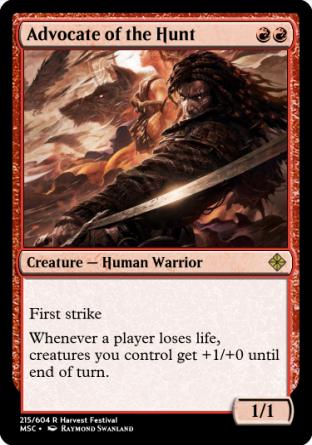 Advocate of the Hunt
Creature — Human Warrior
First strike
Whenever a player loses life,
creatures you control get +1/+0 until
end of turn.
1/1
215/604 R Harvest Festival
MSC • Raymond Swanland